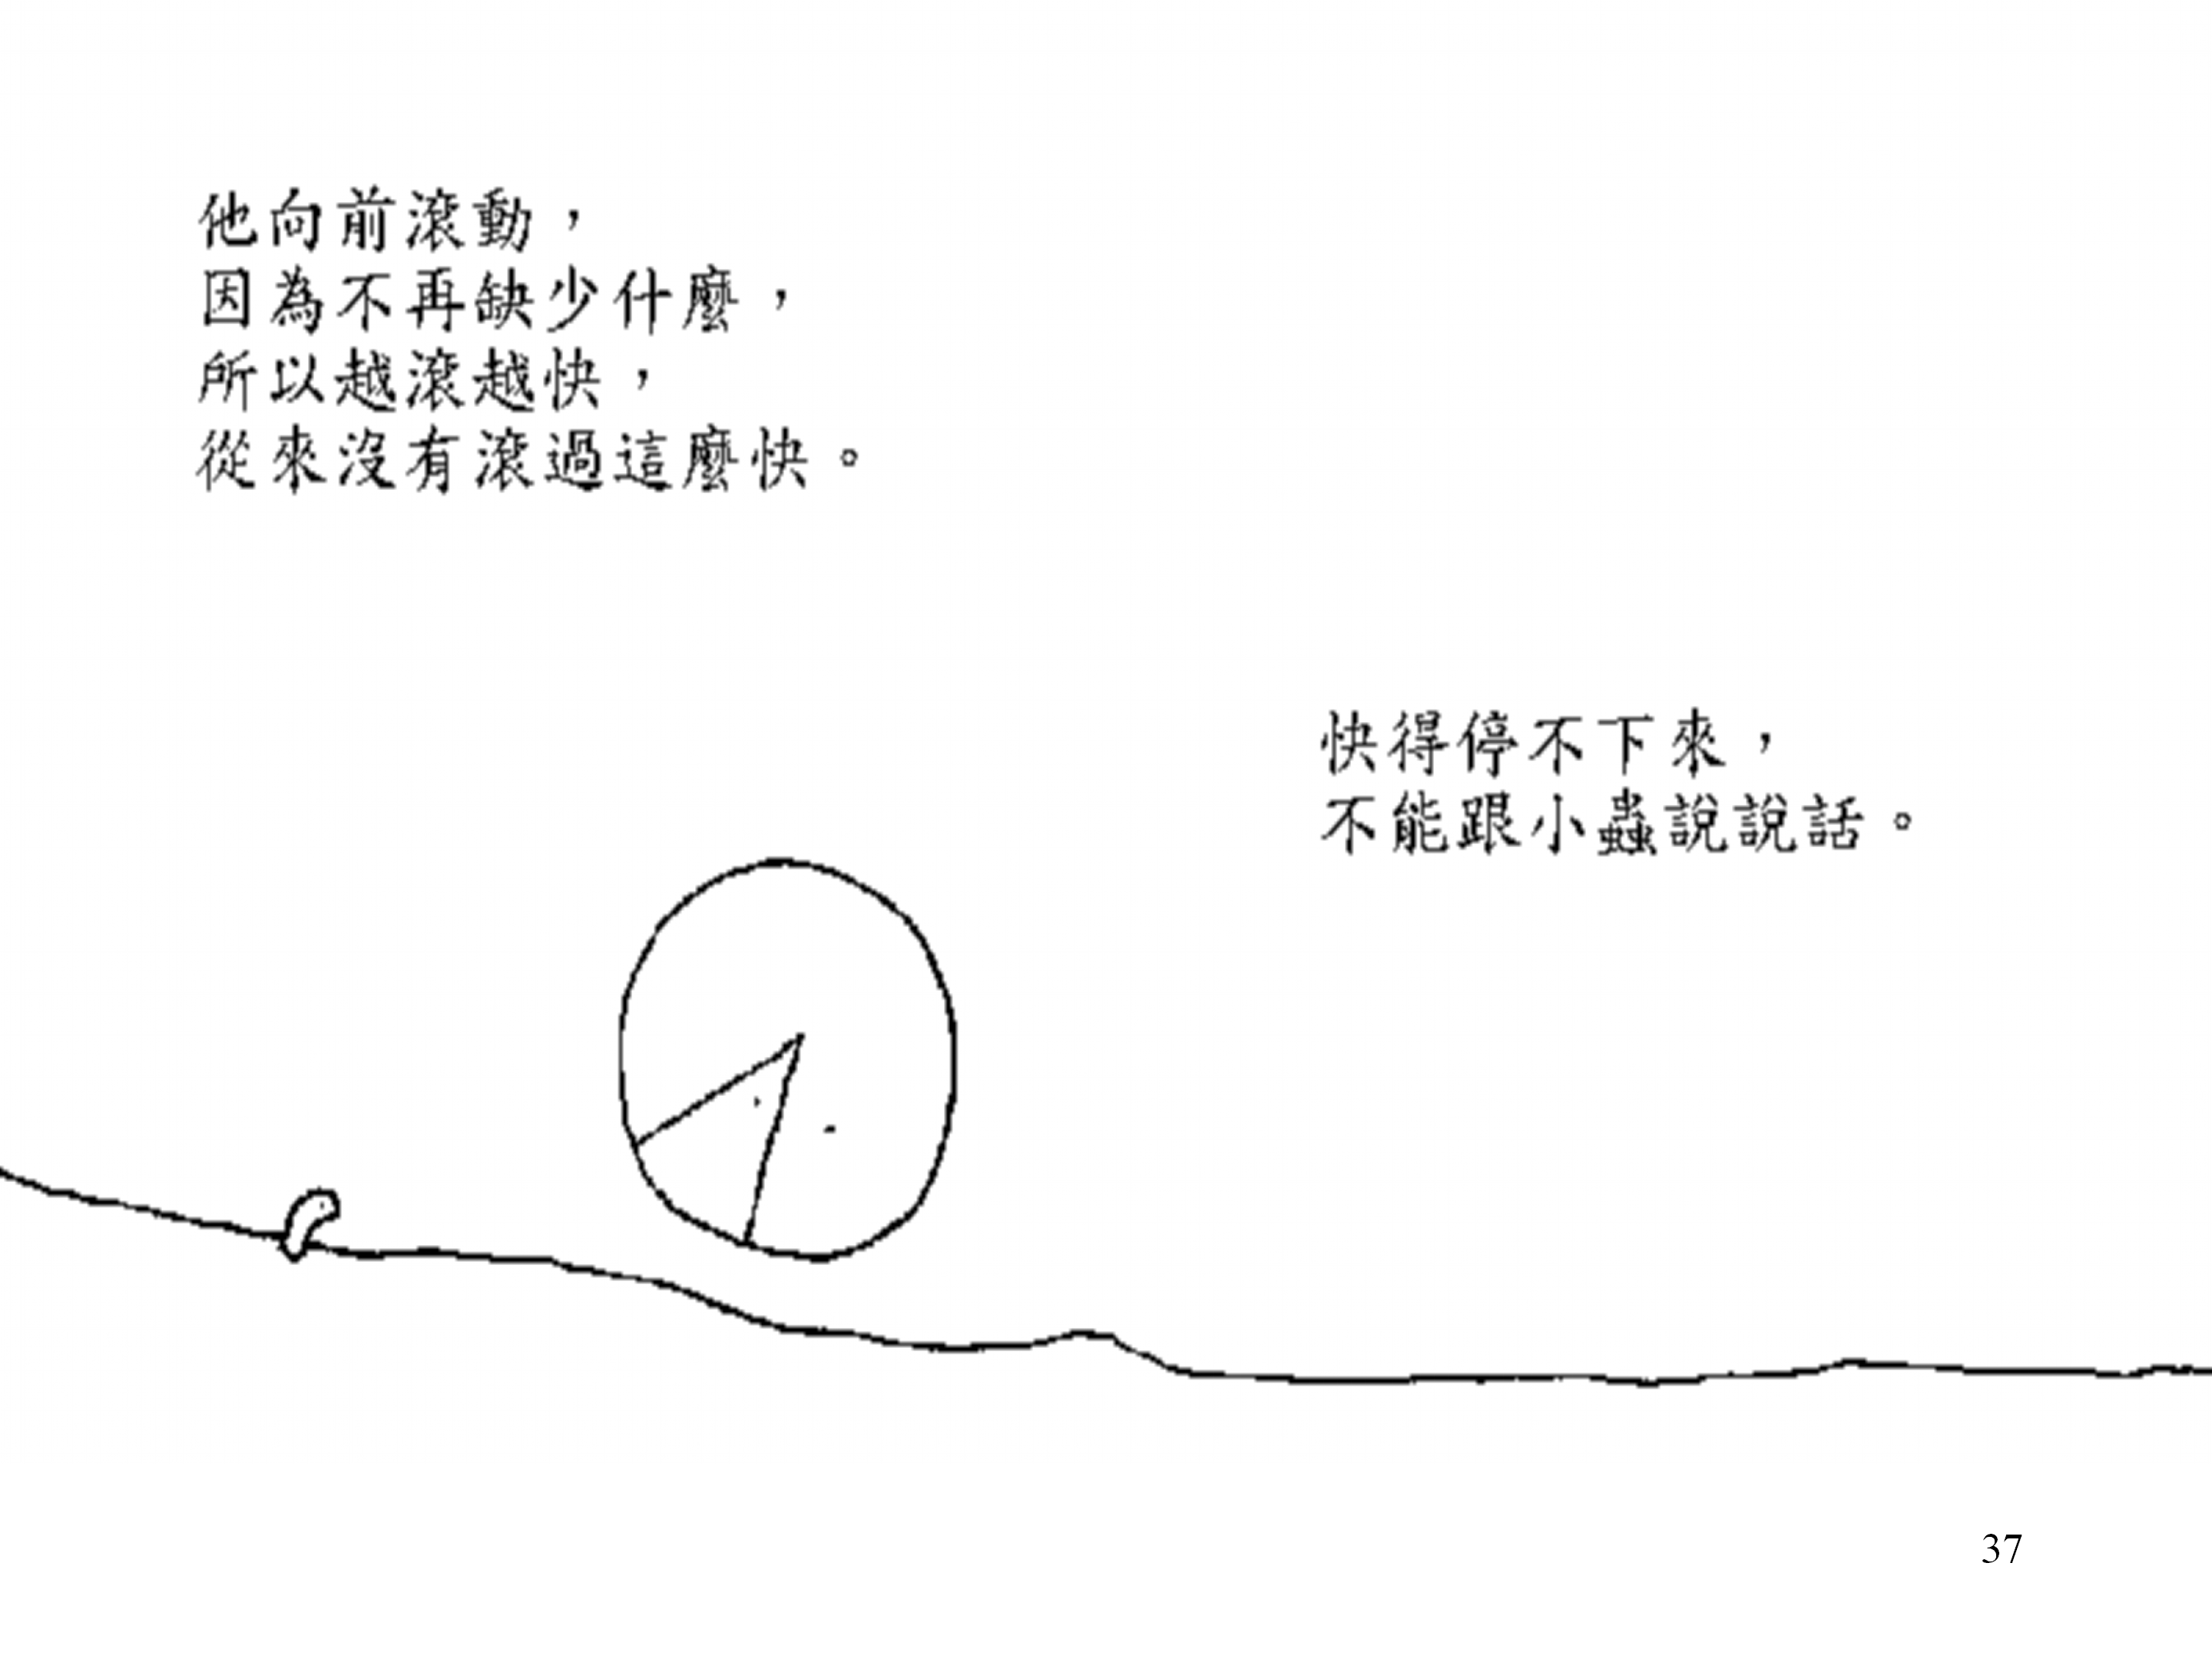 他向前滾動，
因為不再缺少什麼，
所以越滾越快，
從來沒有滾過這麼快。
快得停不下來，
不能跟小蟲說說話。
37